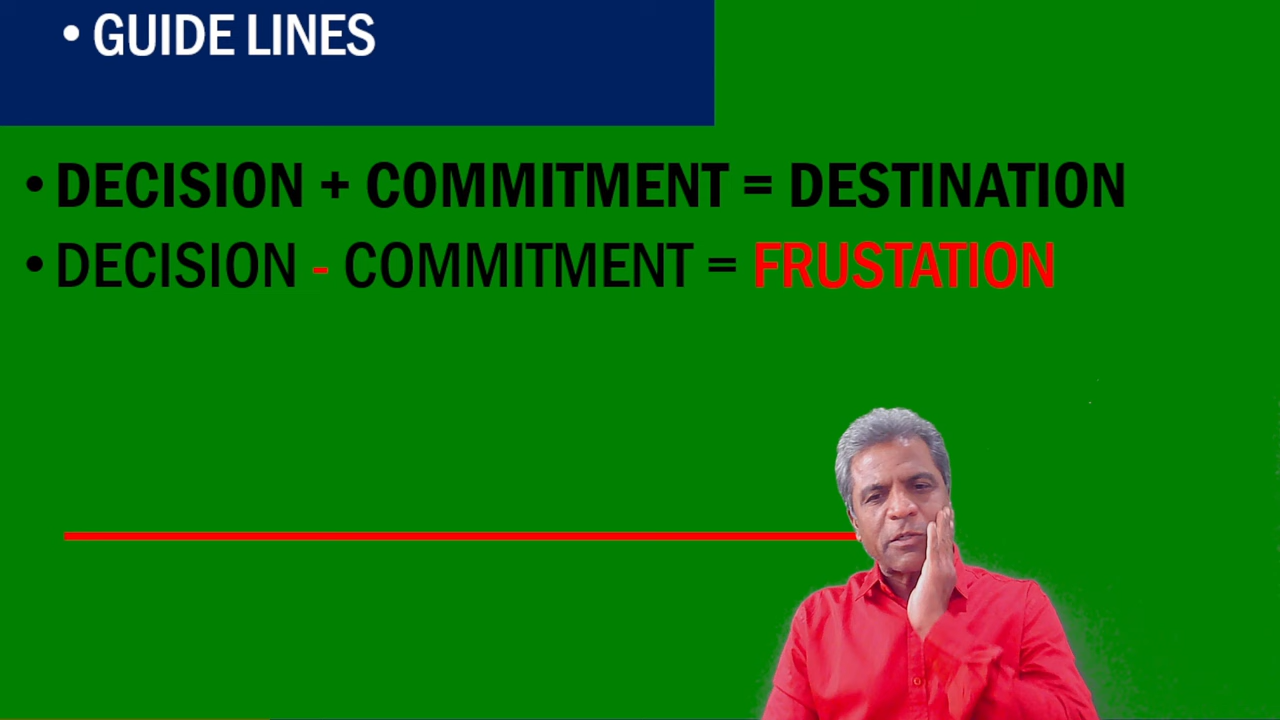 • GUIDE LINES
• DECISION + COMMITMENT = DESTINATION
• DECISION - COMMITMENT = FRUSTATION